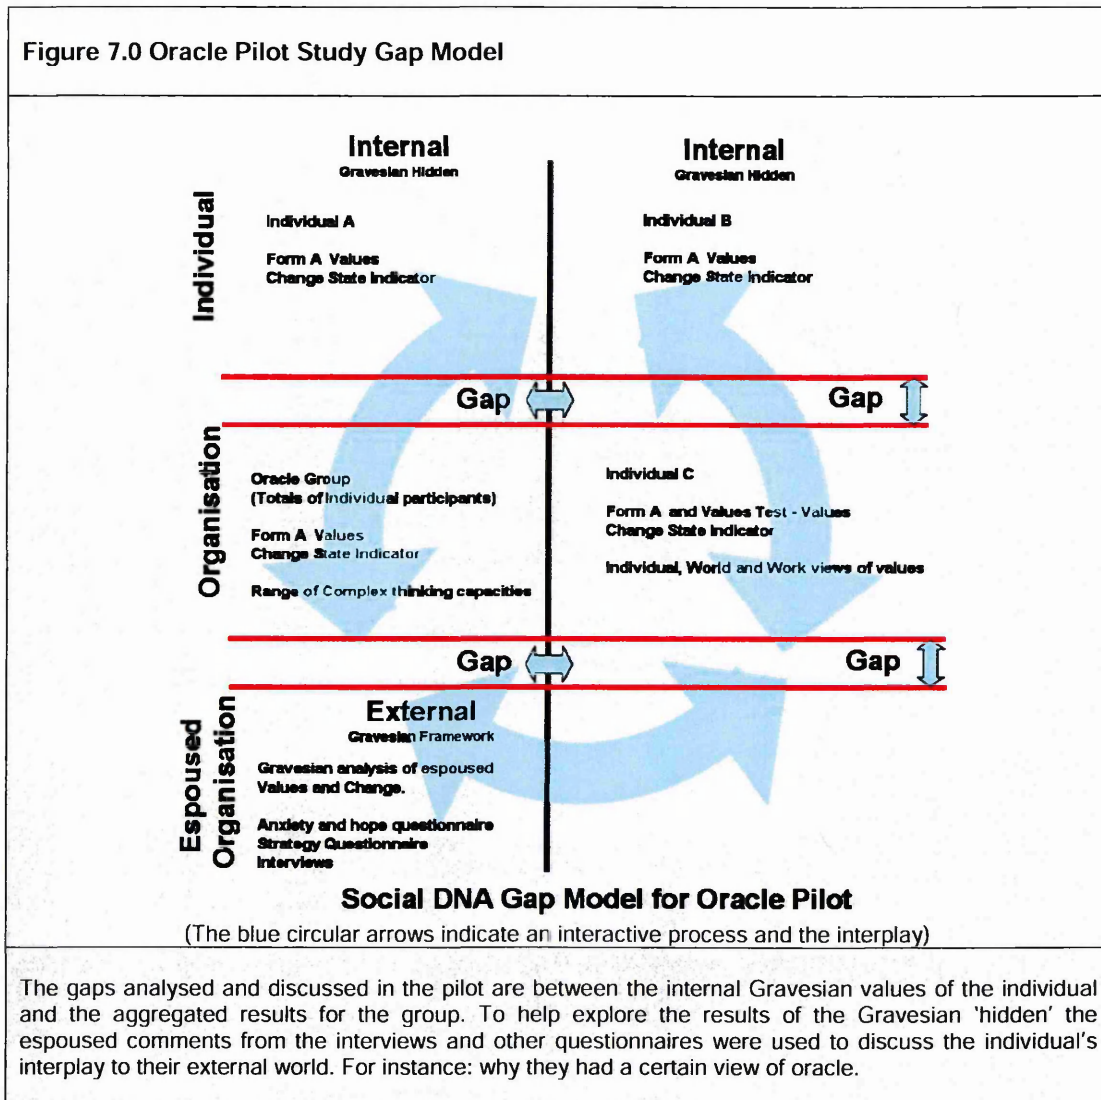 Figure 7.0 Oracle Pilot Study Gap Model
Internal
Gravesian Hidden
Internal
Gravesian Hidden
Individual
Individual A
Form A Values
Change State Indicator
Individual B
Form A Values
Change State Indicator
Gap
Gap
Organisation
Oracle Group
(Totals of Individual participants)
Form A Values
Change State Indicator
Range of Complex thinking capacities
Individual C
Form A and Values Test - Values
Change State Indicator
Individual, World and Work views of values
Gap
Gap
Espoused
Organisation
External
Gravesian Framework
Gravesian analysis of espoused
Values and Change.
Anxiety and hope questionnaire
Strategy Questionnaire
Interviews
Social DNA Gap Model for Oracle Pilot
(The blue circular arrows indicate an interactive process and the interplay)
The gaps analysed and discussed in the pilot are between the internal Gravesian values of the individual
and the aggregated results for the group. To help explore the results of the Gravesian 'hidden' the
espoused comments from the interviews and other questionnaires were used to discuss the individual's
interplay to their external world. For instance: why they had a certain view of oracle.